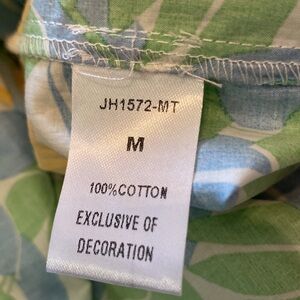 JH1572-MT
M
100%COTTON
EXCLUSIVE OF
DECORATION